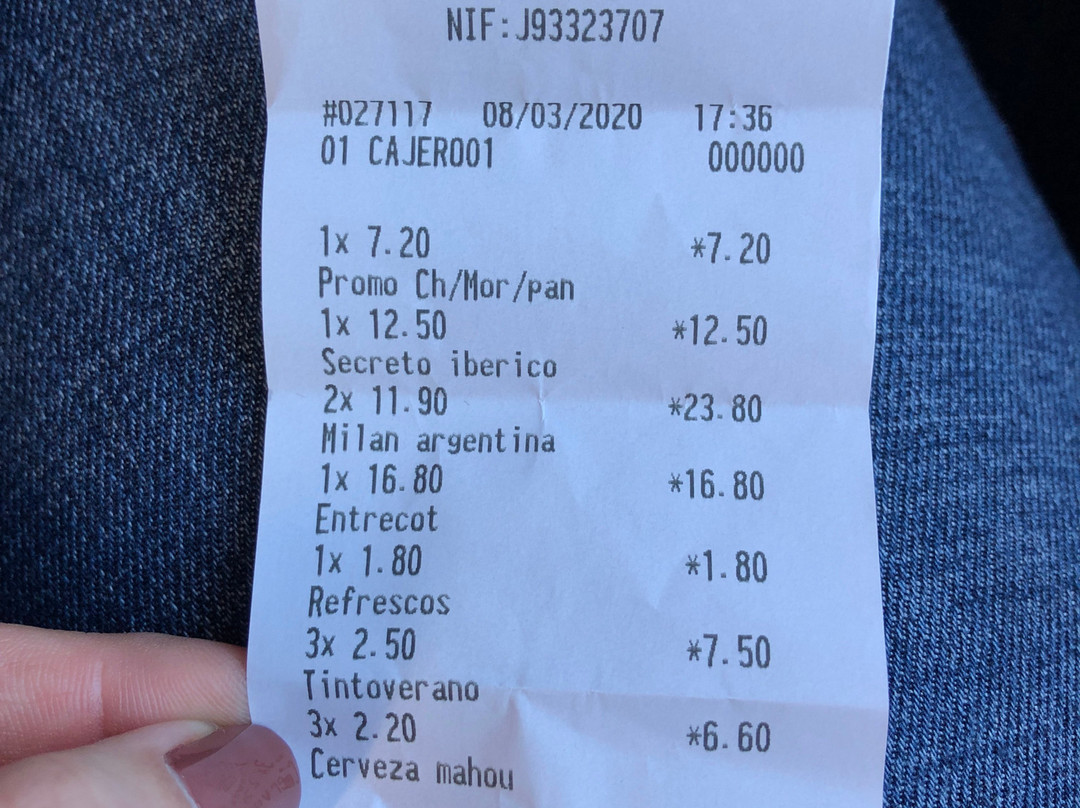 NIF:J93323707
#027117 08/03/2020 17:36
01 CAJERO01 000000
1x 7.20 *7.20
Promo Ch/Mor/pan
1x 12.50 *12.50
Secreto iberico
2x 11.90 *23.80
Milan argentina
1x 16.80 *16.80
Entrecot
1x 1.80 *1.80
Refrescos
3x 2.50 *7.50
Tintoverano
3x 2.20 *6.60
Cerveza mahou